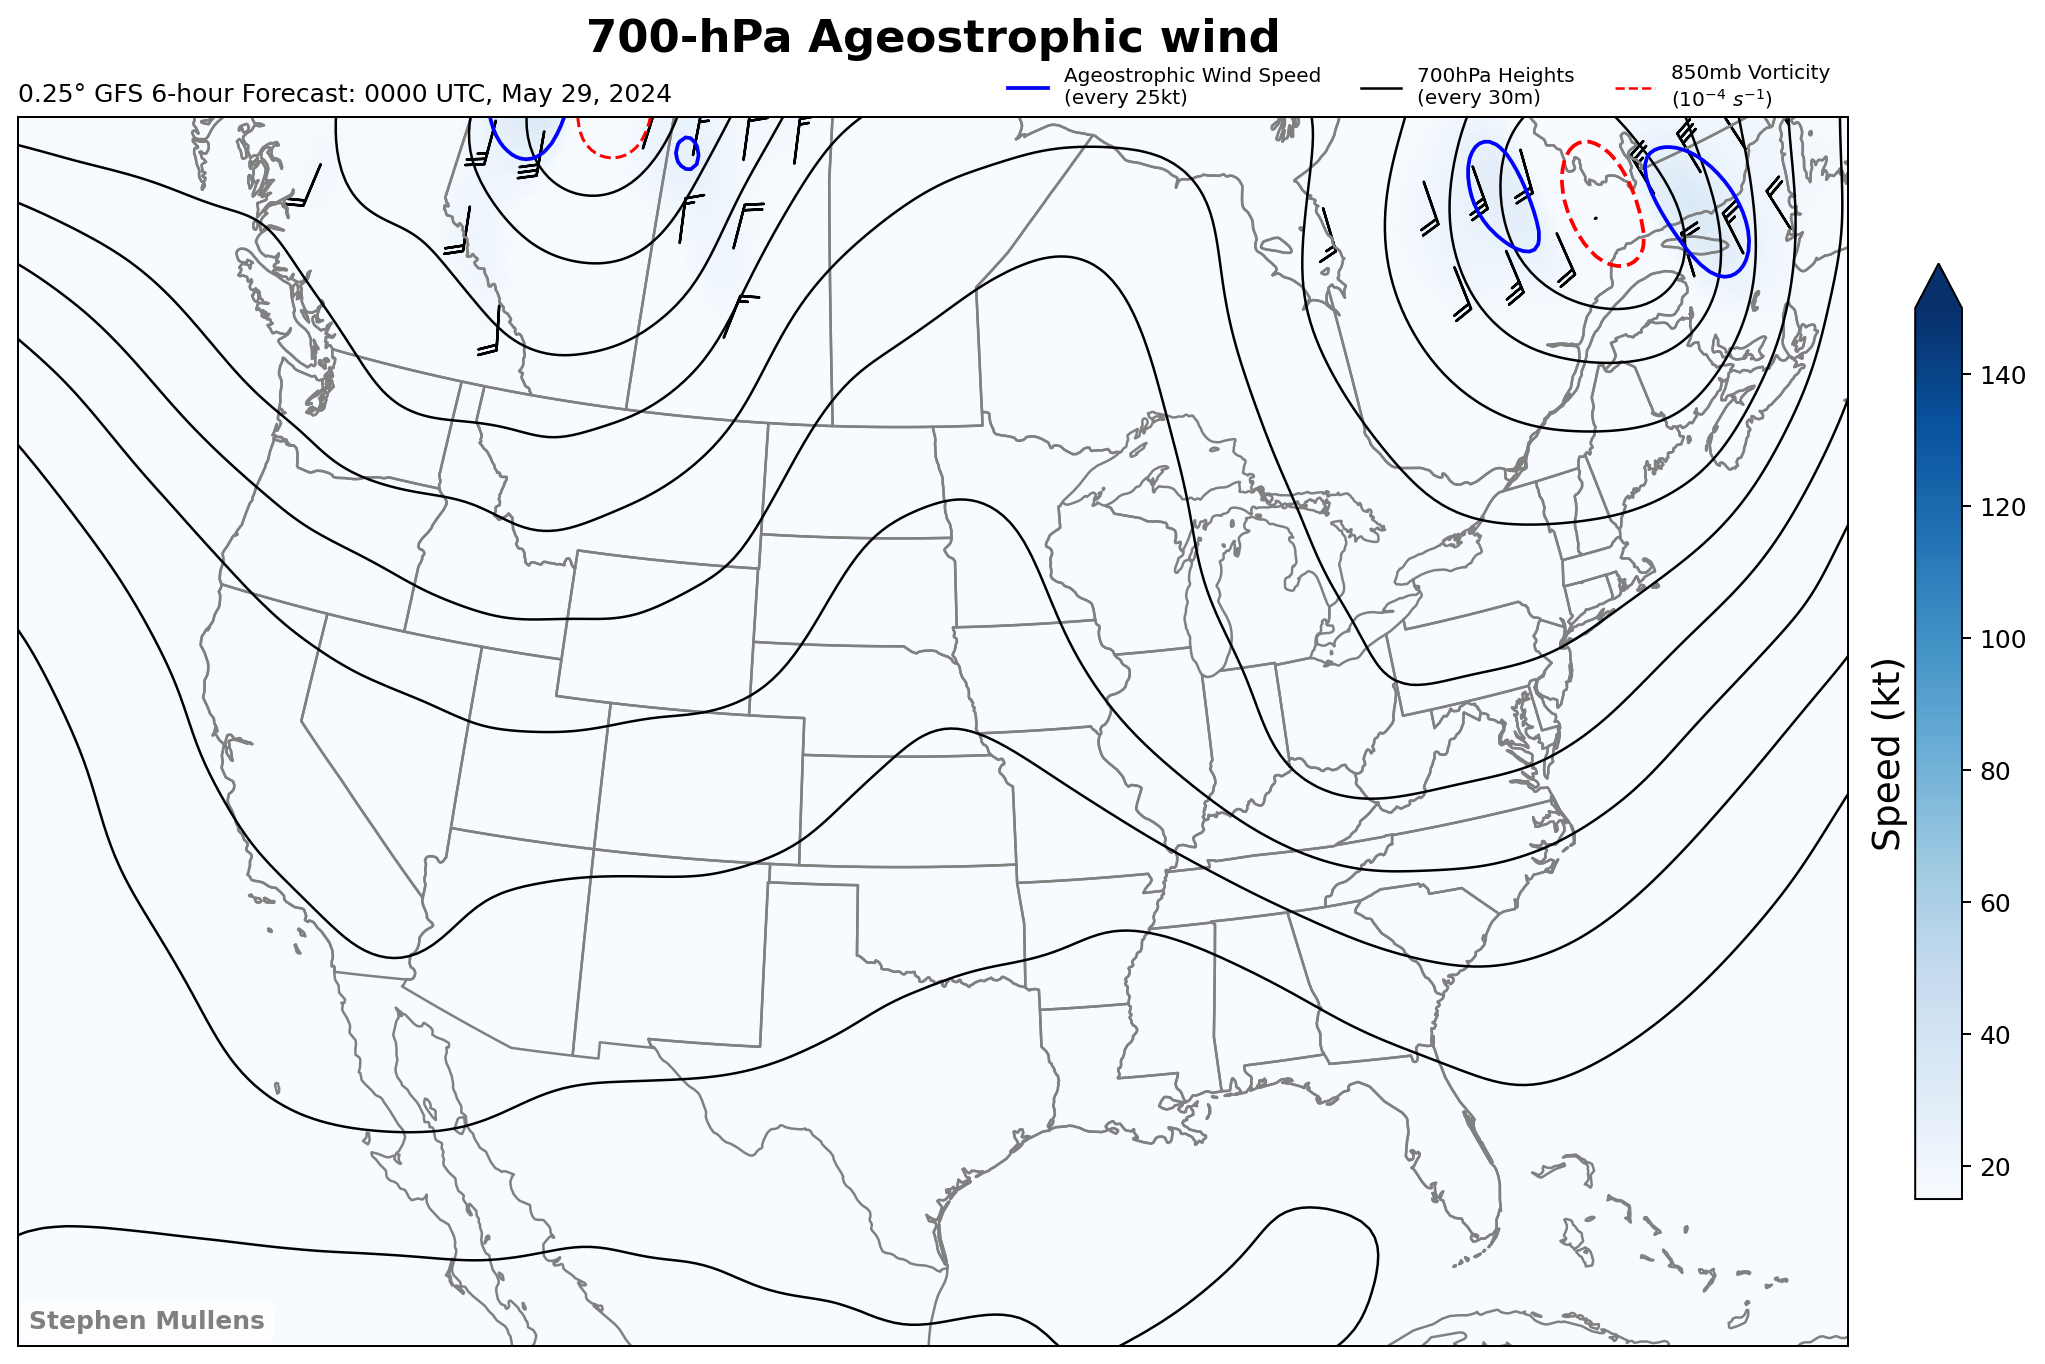 700-hPa Ageostrophic wind
0.25° GFS 6-hour Forecast: 0000 UTC, May 29, 2024
Ageostrophic Wind Speed
(every 25kt)
700hPa Heights
(every 30m)
850mb Vorticity
(10⁻⁴ s⁻¹)
140
120
100
80
60
40
20
Speed (kt)
Stephen Mullens